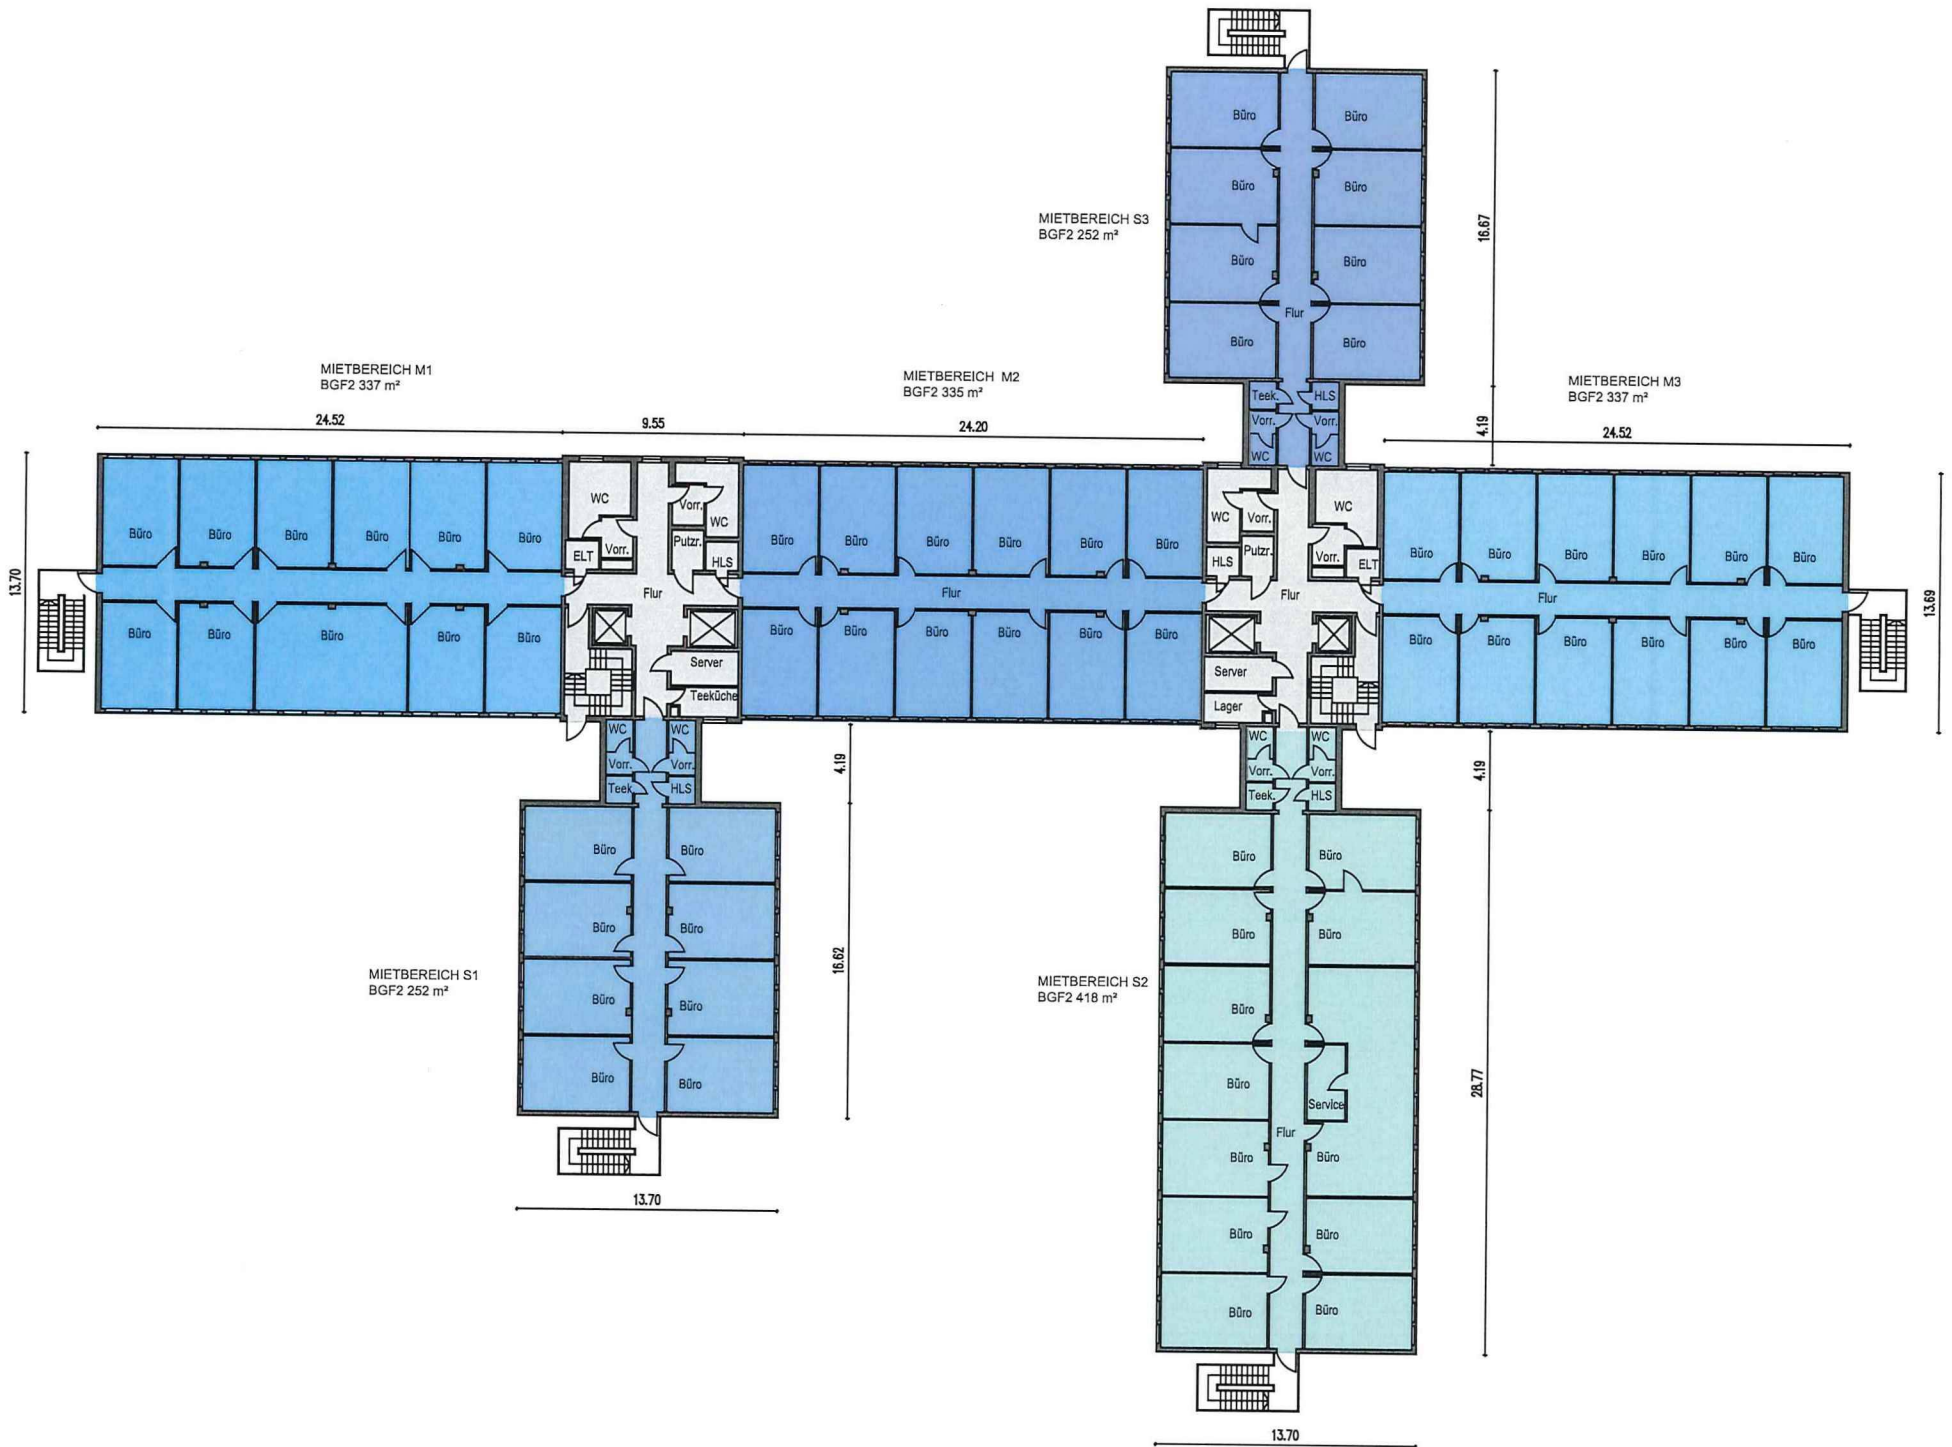 Büro Büro
Büro Büro
MIETBEREICH S3
BGF2 252 m²
16.67
Büro Büro
Flur
Büro Büro
MIETBEREICH M1
BGF2 337 m²
MIETBEREICH M2
BGF2 335 m²
MIETBEREICH M3
BGF2 337 m²
Teek. HLS
Vorr. Vorr.
WC WC
4.19
24.52 9.55 24.20 24.52
13.70
Büro Büro Büro Büro Büro Büro
WC
Vorr.
WC
ELT
Vorr.
Putzr.
HLS
Flur
Büro Büro Büro Büro Büro Büro
Flur
WC
Vorr.
WC
HLS
Putzr.
Vorr.
ELT
Flur
Büro Büro Büro Büro Büro Büro
Flur
13.69
Büro Büro Büro Büro Büro
Server
Teeküche
Büro Büro Büro Büro Büro Büro
Server
Lager
Büro Büro Büro Büro Büro Büro
WC WC
Vorr. Vorr.
Teek. HLS
4.19
WC WC
Vorr. Vorr.
Teek. HLS
4.19
Büro Büro
Büro Büro
MIETBEREICH S1
BGF2 252 m²
16.62
Büro Büro
Büro Büro
13.70
Büro Büro
Büro Büro
MIETBEREICH S2
BGF2 418 m²
Büro
Büro
Service
28.77
Flur
Büro Büro
Büro Büro
Büro Büro
13.70